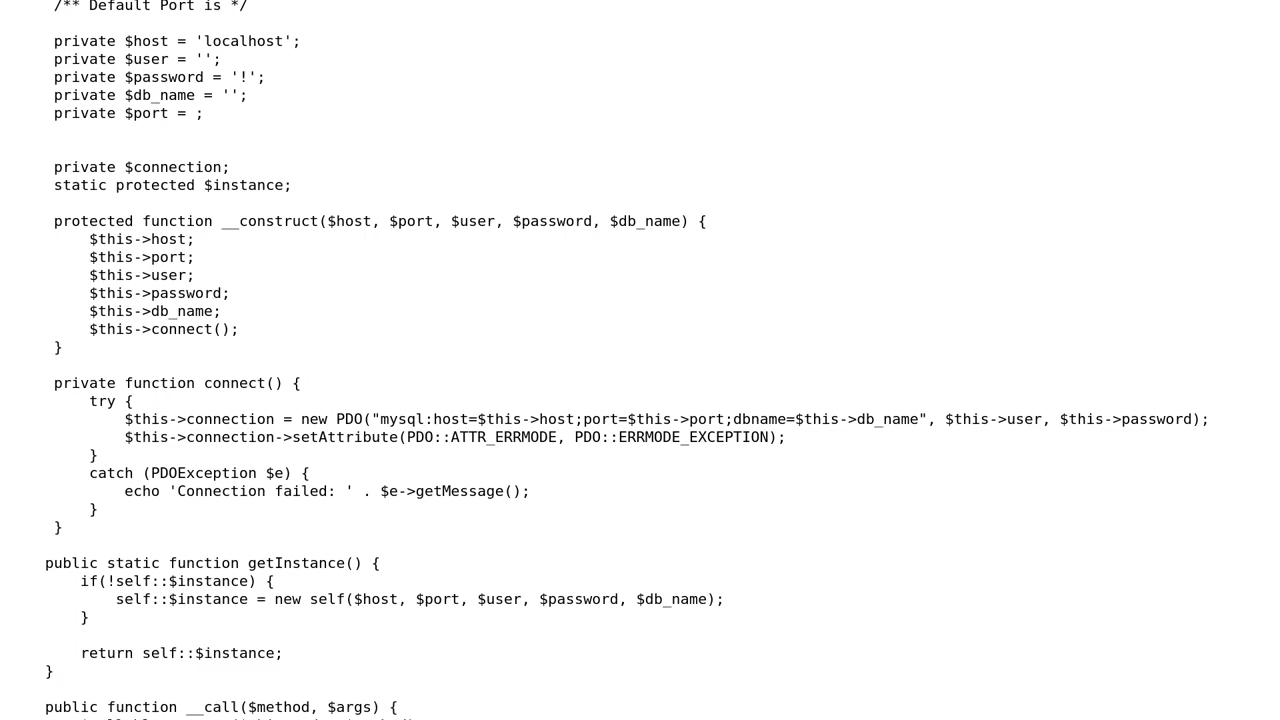 /** Default Port is */
private $host = 'localhost';
private $user = '';
private $password = '!';
private $db_name = '';
private $port = ;
private $connection;
static protected $instance;
protected function __construct($host, $port, $user, $password, $db_name) {
$this->host;
$this->port;
$this->user;
$this->password;
$this->db_name;
$this->connect();
}
private function connect() {
try {
$this->connection = new PDO("mysql:host=$this->host;port=$this->port;dbname=$this->db_name", $this->user, $this->password);
$this->connection->setAttribute(PDO::ATTR_ERRMODE, PDO::ERRMODE_EXCEPTION);
}
catch (PDOException $e) {
echo 'Connection failed: ' . $e->getMessage();
}
}
public static function getInstance() {
if(!self::$instance) {
self::$instance = new self($host, $port, $user, $password, $db_name);
}
return self::$instance;
}
public function __call($method, $args) {